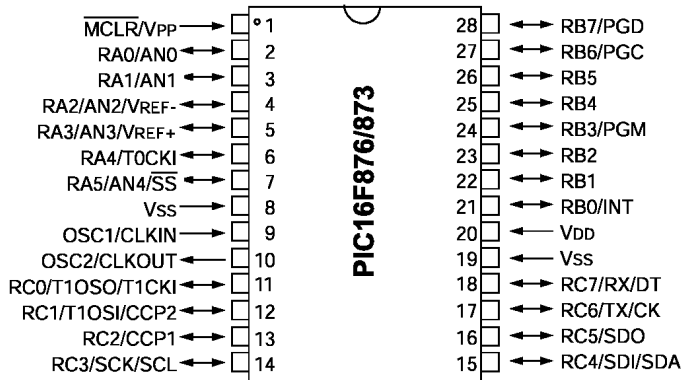 MCLR/VPP 1 28 RB7/PGD
RA0/AN0 2 27 RB6/PGC
RA1/AN1 3 26 RB5
RA2/AN2/VREF- 4 25 RB4
RA3/AN3/VREF+ 5 24 RB3/PGM
RA4/T0CKI 6 23 RB2
RA5/AN4/SS 7 22 RB1
VSS 8 21 RB0/INT
OSC1/CLKIN 9 20 VDD
OSC2/CLKOUT 10 19 VSS
RC0/T1OSO/T1CKI 11 18 RC7/RX/DT
RC1/T1OSI/CCP2 12 17 RC6/TX/CK
RC2/CCP1 13 16 RC5/SDO
RC3/SCK/SCL 14 15 RC4/SDI/SDA
PIC16F876/873